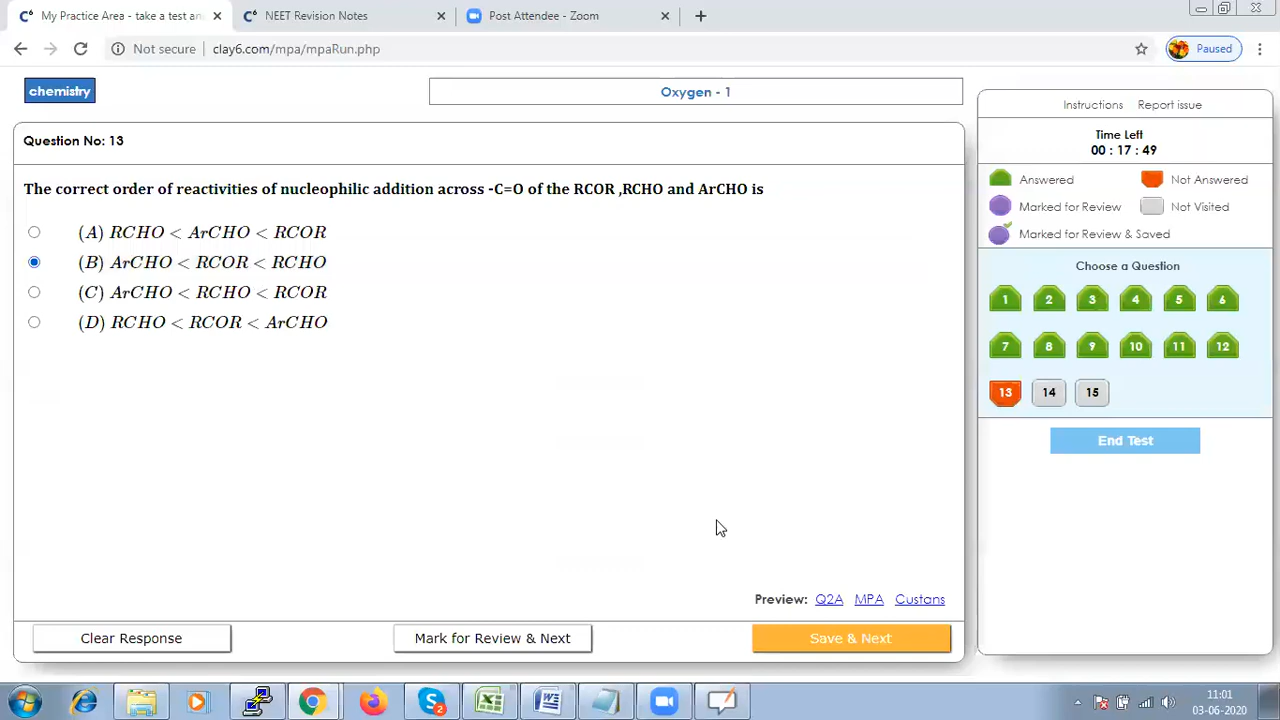 My Practice Area - take a test and
NEET Revision Notes
Post Attendee - Zoom
Not secure | clay6.com/mpa/mpaRun.php
Paused
chemistry
Oxygen - 1
Instructions Report issue
Question No: 13
Time Left
00 : 17 : 49
The correct order of reactivities of nucleophilic addition across -C=O of the RCOR ,RCHO and ArCHO is
(A) RCHO < ArCHO < RCOR
(B) ArCHO < RCOR < RCHO
(C) ArCHO < RCHO < RCOR
(D) RCHO < RCOR < ArCHO
Answered Not Answered
Marked for Review Not Visited
Marked for Review & Saved
Choose a Question
1 2 3 4 5 6
7 8 9 10 11 12
13 14 15
End Test
Preview: Q2A MPA Custans
Clear Response Mark for Review & Next Save & Next
2
11:01
03-06-2020